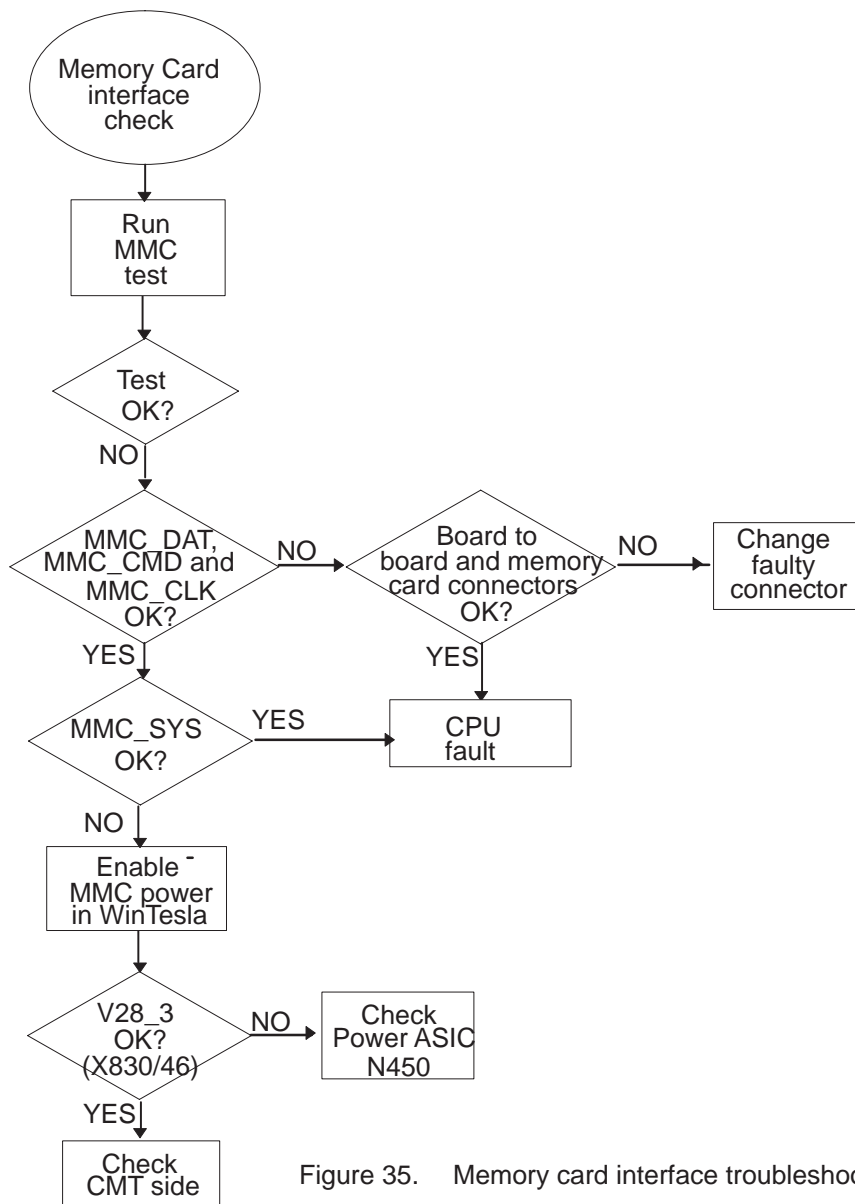 Memory Card
interface
check
Run
MMC
test
Test
OK?
NO
MMC_DAT,
MMC_CMD and
MMC_CLK
OK?
NO
Board to
board and memory
card connectors
OK?
NO
Change
faulty
connector
YES
YES
MMC_SYS
OK?
YES
CPU
fault
NO
Enable -
MMC power
in WinTesla
V28_3
OK?
(X830/46)
NO
Check
Power ASIC
N450
YES
Check
CMT side
Figure 35. Memory card interface troubleshoo